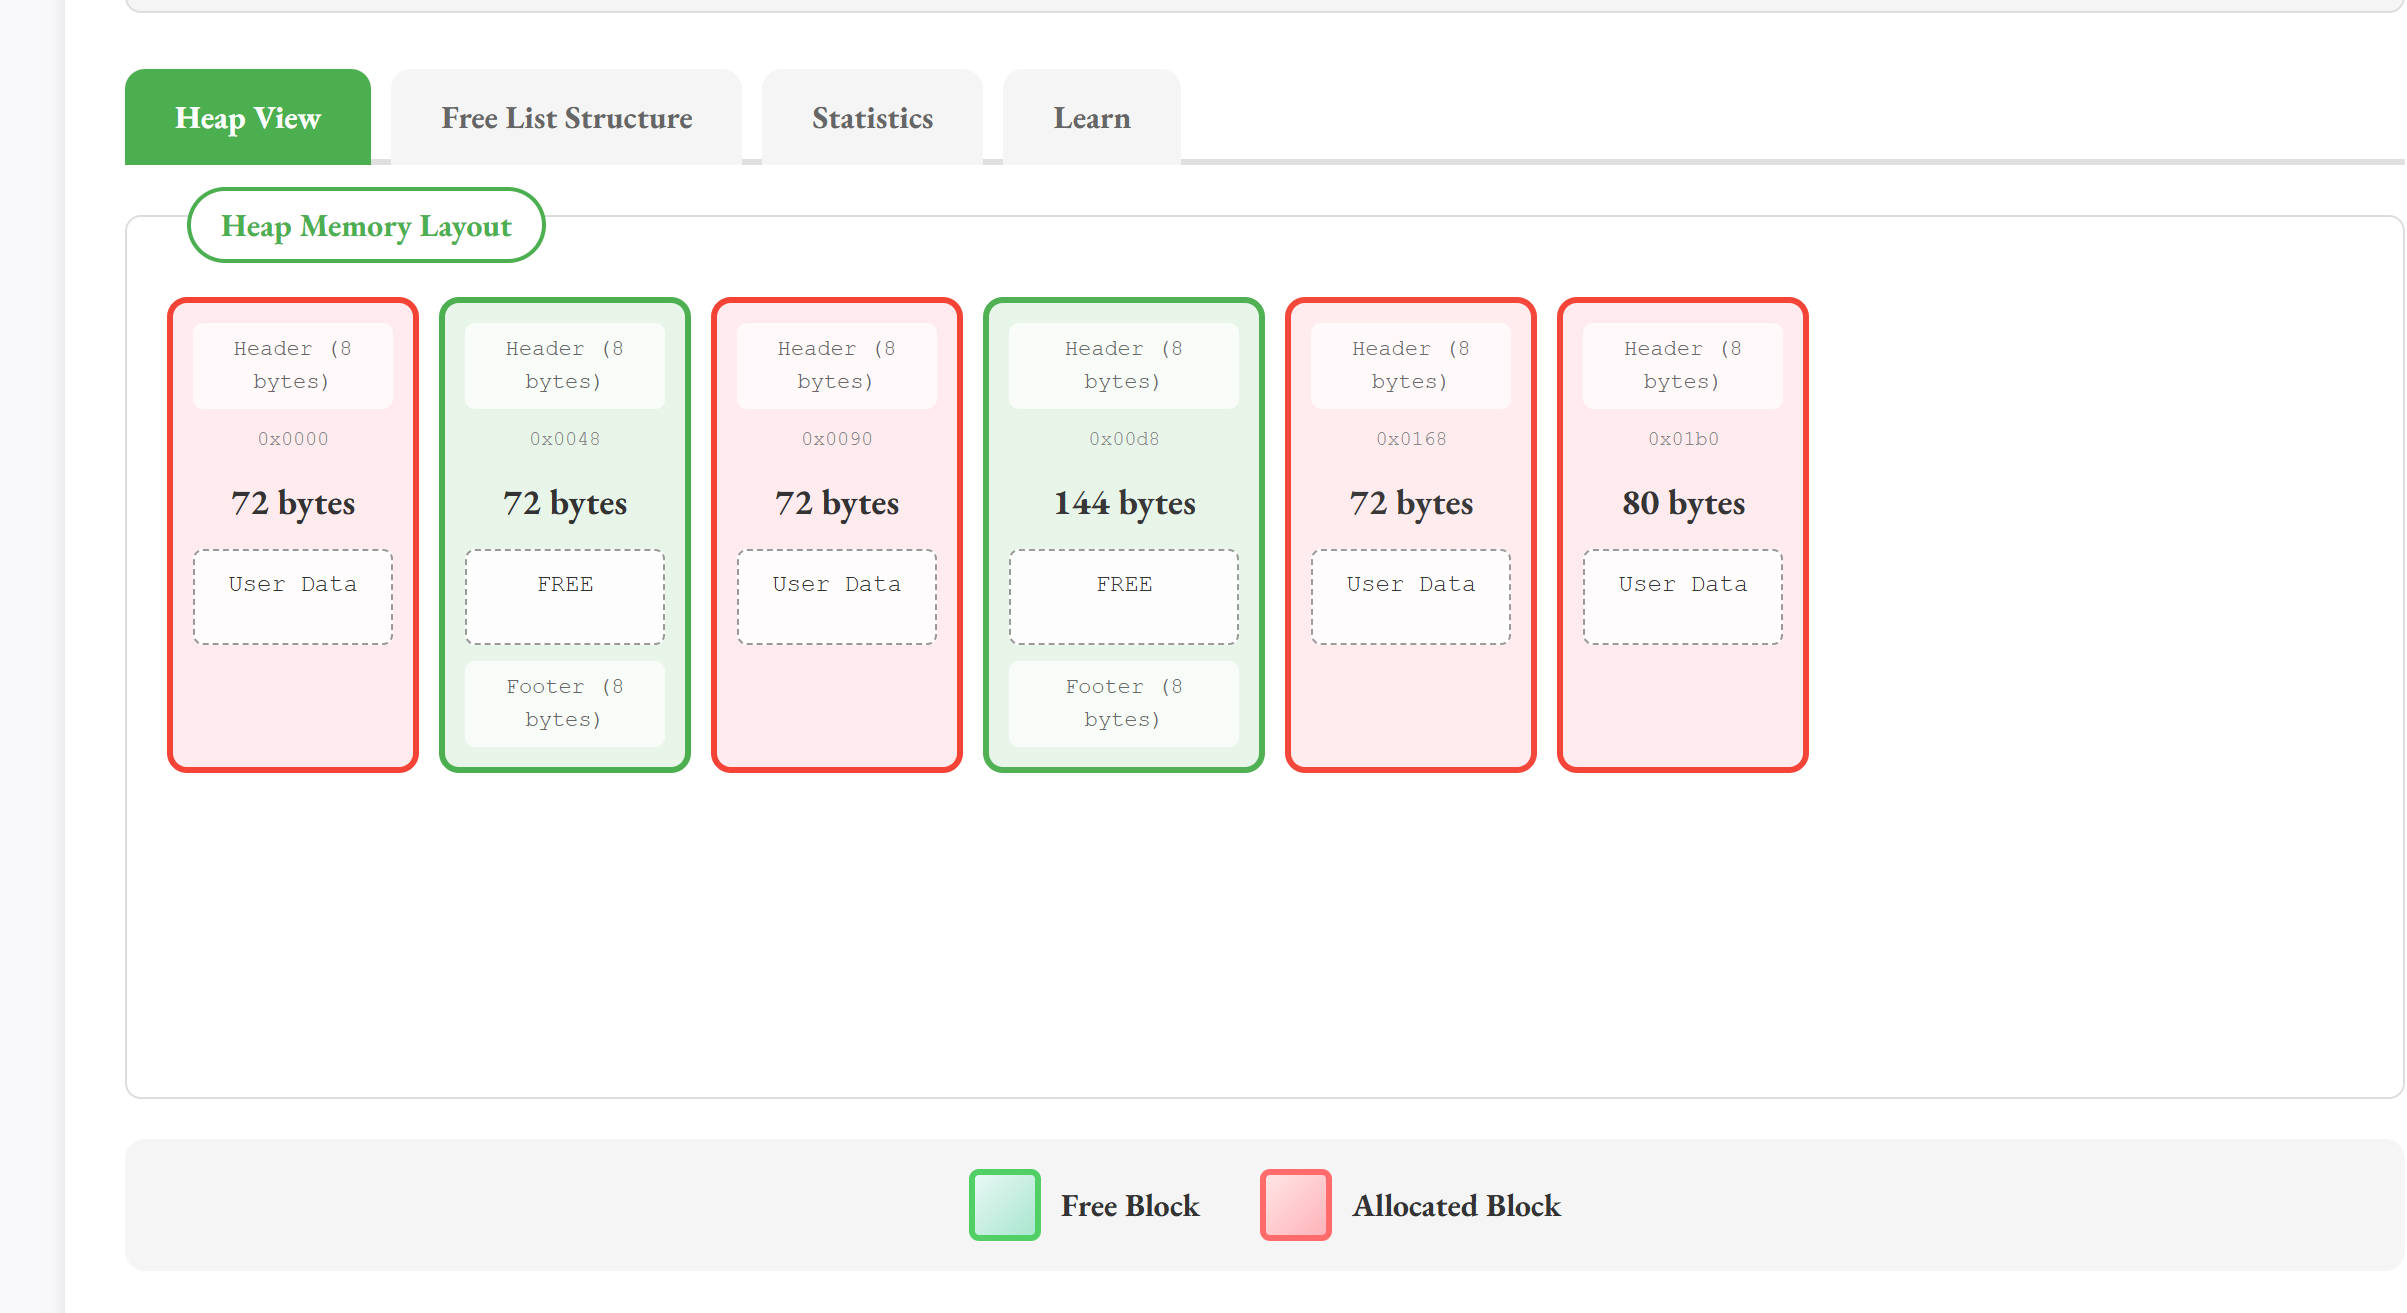 Heap View
Free List Structure
Statistics
Learn
Heap Memory Layout
Header (8
bytes)
0x0000
72 bytes
User Data
Header (8
bytes)
0x0048
72 bytes
FREE
Footer (8
bytes)
Header (8
bytes)
0x0090
72 bytes
User Data
Header (8
bytes)
0x00d8
144 bytes
FREE
Footer (8
bytes)
Header (8
bytes)
0x0168
72 bytes
User Data
Header (8
bytes)
0x01b0
80 bytes
User Data
Free Block
Allocated Block